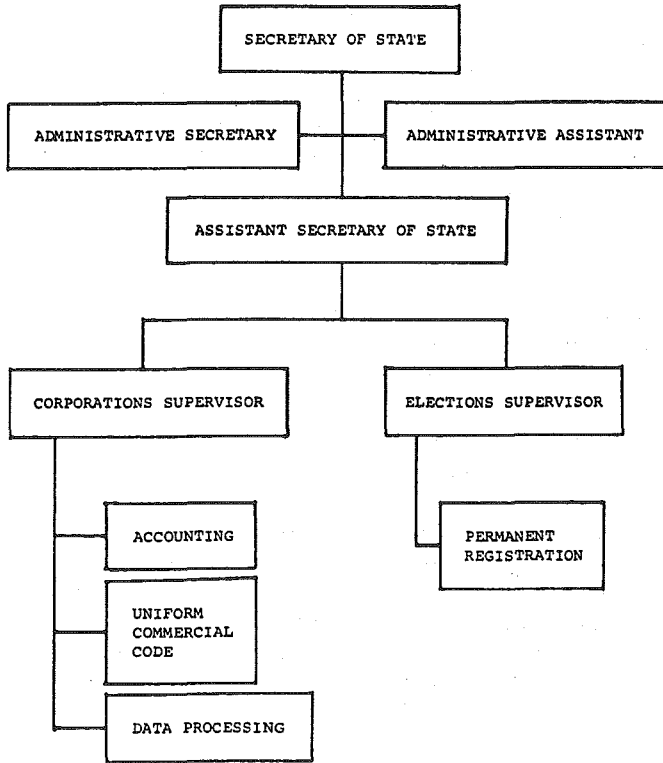 SECRETARY OF STATE
ADMINISTRATIVE SECRETARY
ADMINISTRATIVE ASSISTANT
ASSISTANT SECRETARY OF STATE
CORPORATIONS SUPERVISOR
ELECTIONS SUPERVISOR
ACCOUNTING
UNIFORM
COMMERCIAL
CODE
DATA PROCESSING
PERMANENT
REGISTRATION